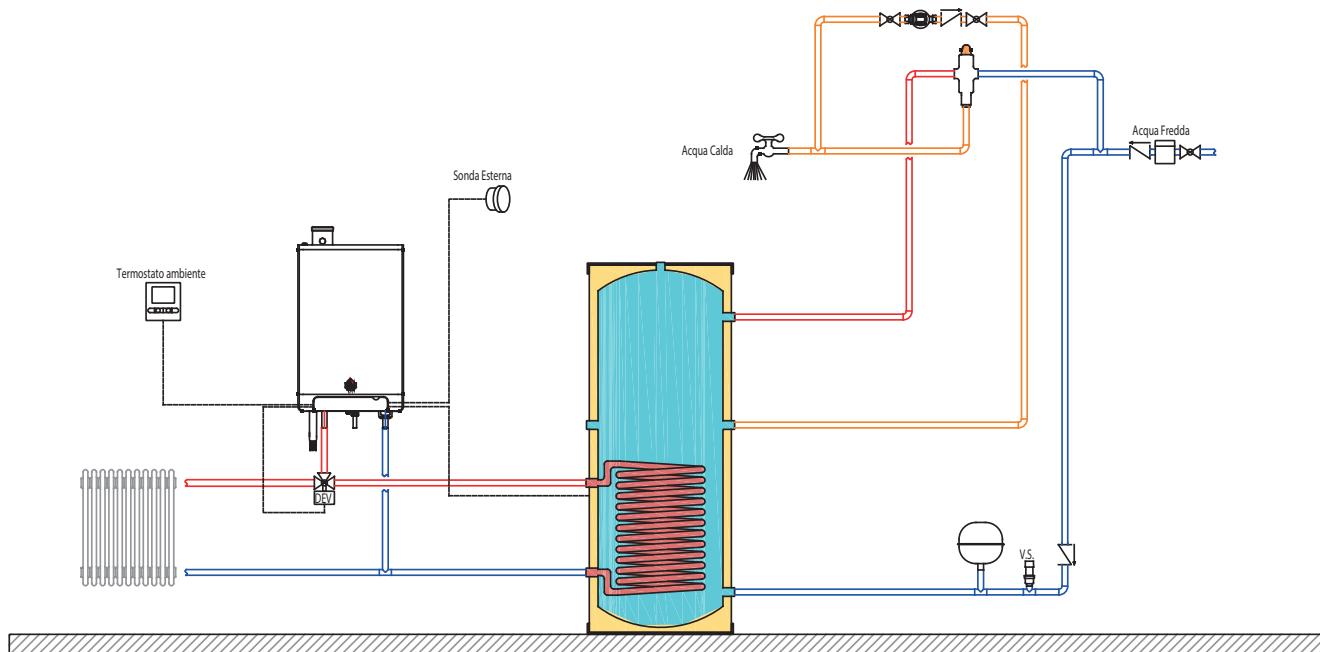 Acqua Fredda
Acqua Calda
Sonda Esterna
Termostato ambiente
DEV
V.S.